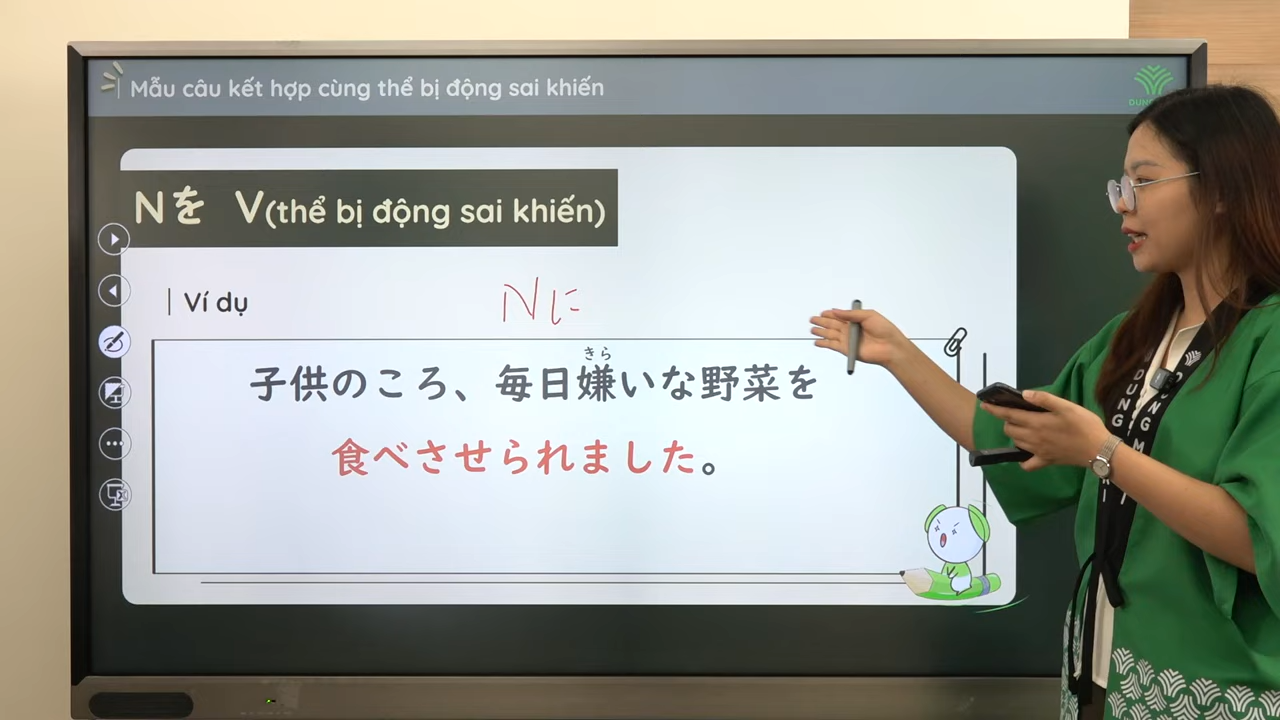 Mẫu câu kết hợp cùng thể bị động sai khiến
Nを V(thể bị động sai khiến)
Ví dụ
Nに
きら
子供のころ、毎日嫌いな野菜を
食べさせられました。
DUNG
DUNG M